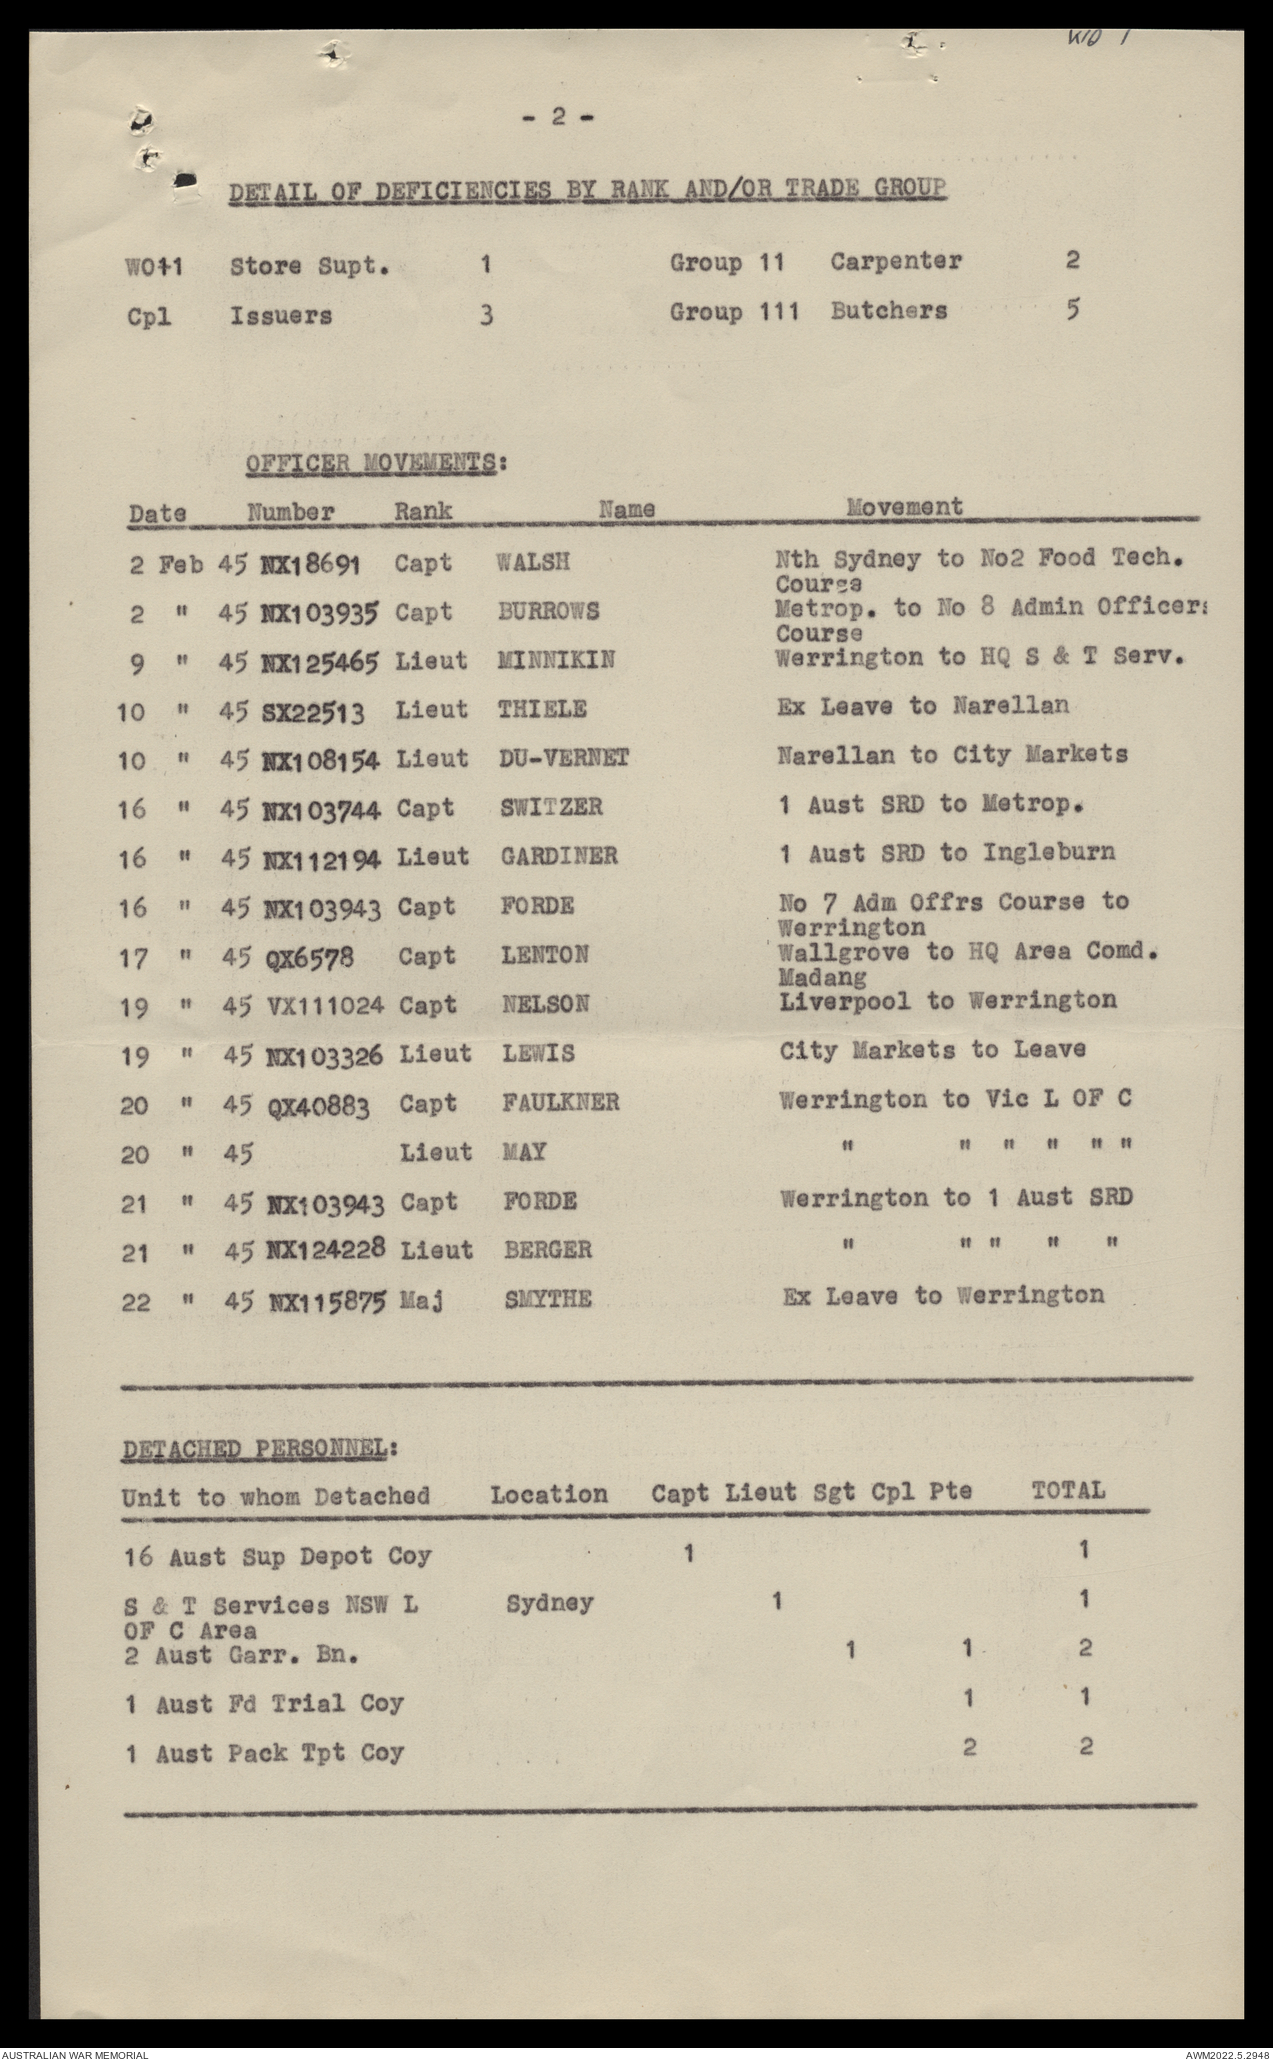 - 2 -
DETAIL OF DEFICIENCIES BY RANK AND/OR TRADE GROUP
WO11 Store Supt. 1 Group 11 Carpenter 2
Cpl Issuers 3 Group 111 Butchers 5
OFFICER MOVEMENTS:
Date Number Rank Name Movement
2 Feb 45 NX18691 Capt WALSH Nth Sydney to No2 Food Tech.
Course
2 " 45 NX103935 Capt BURROWS Metrop. to No 8 Admin Officers
Course
9 " 45 NX125465 Lieut MINNIKIN Werrington to HQ S & T Serv.
10 " 45 SX22513 Lieut THIELE Ex Leave to Narellan
10 " 45 NX108154 Lieut DU-VERNET Narellan to City Markets
16 " 45 NX103744 Capt SWITZER 1 Aust SRD to Metrop.
16 " 45 NX112194 Lieut GARDINER 1 Aust SRD to Ingleburn
16 " 45 NX103943 Capt FORDE No 7 Adm Offrs Course to
Werrington
17 " 45 QX6578 Capt LENTON Wallgrove to HQ Area Comd.
Madang
19 " 45 VX111024 Capt NELSON Liverpool to Werrington
19 " 45 NX103326 Lieut LEWIS City Markets to Leave
20 " 45 QX40883 Capt FAULKNER Werrington to Vic L OF C
20 " 45 Lieut MAY " " " " " "
21 " 45 NX103943 Capt FORDE Werrington to 1 Aust SRD
21 " 45 NX124228 Lieut BERGER " " " " "
22 " 45 NX115875 Maj SMYTHE Ex Leave to Werrington
DETACHED PERSONNEL:
Unit to whom Detached Location Capt Lieut Sgt Cpl Pte TOTAL
16 Aust Sup Depot Coy 1 1
S & T Services NSW L Sydney 1 1
OF C Area
2 Aust Garr. Bn. 1 1 2
1 Aust Fd Trial Coy 1 1
1 Aust Pack Tpt Coy 2 2
AUSTRALIAN WAR MEMORIAL AWM2022.5.2948